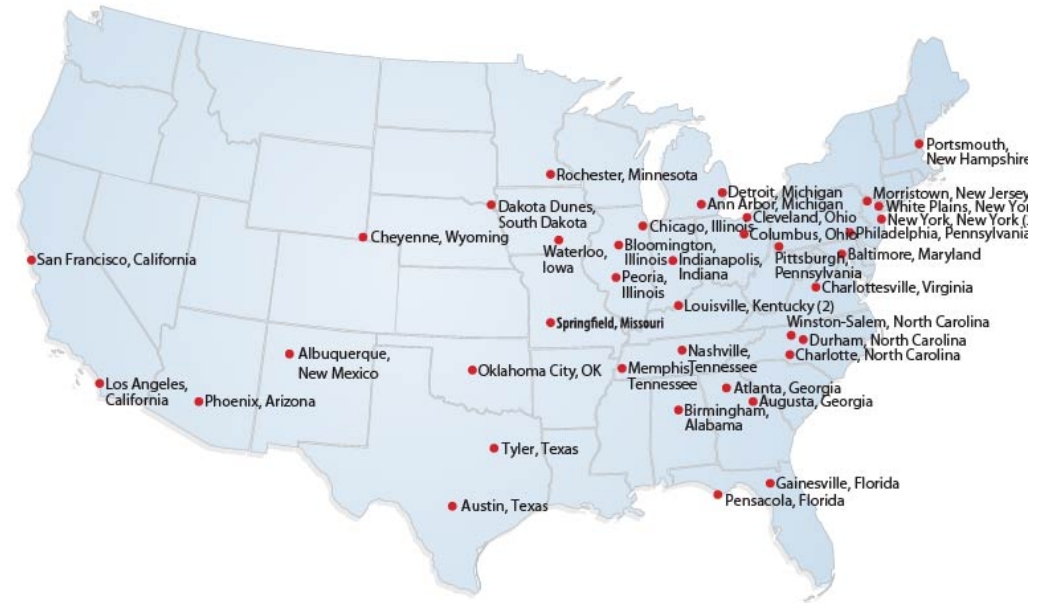 Portsmouth,
New Hampshire
Rochester, Minnesota
Detroit, Michigan
Ann Arbor, Michigan
Morristown, New Jersey
White Plains, New Yor
New York, New York (
Dakota Dunes,
South Dakota
Cleveland, Ohio
Chicago, Illinois
Columbus, Ohio
Philadelphia, Pennsylvania
Cheyenne, Wyoming
Waterloo,
Iowa
Bloomington,
Illinois
Indianapolis,
Indiana
Pittsburgh,
Pennsylvania
Baltimore, Maryland
San Francisco, California
Peoria,
Illinois
Charlottesville, Virginia
Louisville, Kentucky (2)
Springfield, Missouri
Winston-Salem, North Carolina
Durham, North Carolina
Charlotte, North Carolina
Albuquerque,
New Mexico
Nashville,
Tennessee
Memphis,
Tennessee
Oklahoma City, OK
Los Angeles,
California
Phoenix, Arizona
Atlanta, Georgia
Augusta, Georgia
Birmingham,
Alabama
Tyler, Texas
Gainesville, Florida
Pensacola, Florida
Austin, Texas